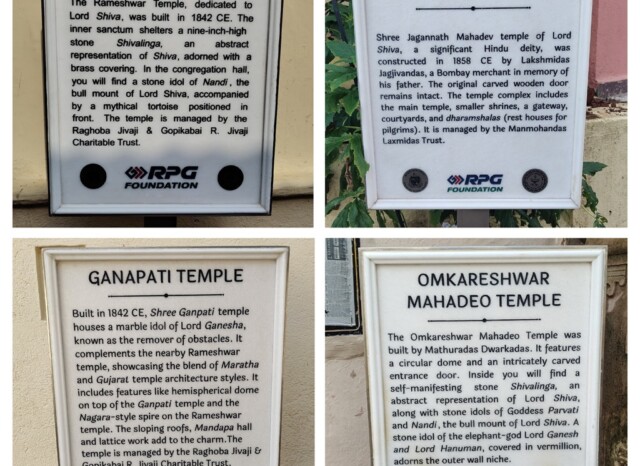 The Rameshwar Temple, dedicated to
Lord Shiva, was built in 1842 CE. The
inner sanctum shelters a nine-inch-high
stone Shivalinga, an abstract
representation of Shiva, adorned with a
brass covering. In the congregation hall,
you will find a stone idol of Nandi, the
bull mount of Lord Shiva, accompanied
by a mythical tortoise positioned in
front. The temple is managed by the
Raghoba Jivaji & Gopikabai R. Jivaji
Charitable Trust.
RPG
FOUNDATION
Shree Jagannath Mahadev temple of Lord
Shiva, a significant Hindu deity, was
constructed in 1858 CE by Lakshmidas
Jagjivandas, a Bombay merchant in memory of
his father. The original carved wooden door
remains intact. The temple complex includes
the main temple, smaller shrines, a gateway,
courtyards, and dharamshalas (rest houses for
pilgrims). It is managed by the Manmohandas
Laxmidas Trust.
RPG
FOUNDATION
GANAPATI TEMPLE
Built in 1842 CE, Shree Ganpati temple
houses a marble idol of Lord Ganesha,
known as the remover of obstacles. It
complements the nearby Rameshwar
temple, showcasing the blend of Maratha
and Gujarat temple architecture styles. It
includes features like hemispherical dome
on top of the Ganpati temple and the
Nagara-style spire on the Rameshwar
temple. The sloping roofs, Mandapa hall
and lattice work add to the charm.The
temple is managed by the Raghoba Jivaji &
Gopikabai R. Jivaji Charitable Trust.
OMKARESHWAR
MAHADEO TEMPLE
The Omkareshwar Mahadeo Temple was
built by Mathuradas Dwarkadas. It features
a circular dome and an intricately carved
entrance door. Inside you will find a
self-manifesting stone Shivalinga, an
abstract representation of Lord Shiva,
along with stone idols of Goddess Parvati
and Nandi, the bull mount of Lord Shiva. A
stone idol of the elephant-god Lord Ganesh
and Lord Hanuman, covered in vermillion,
adorns the outer wall niche.